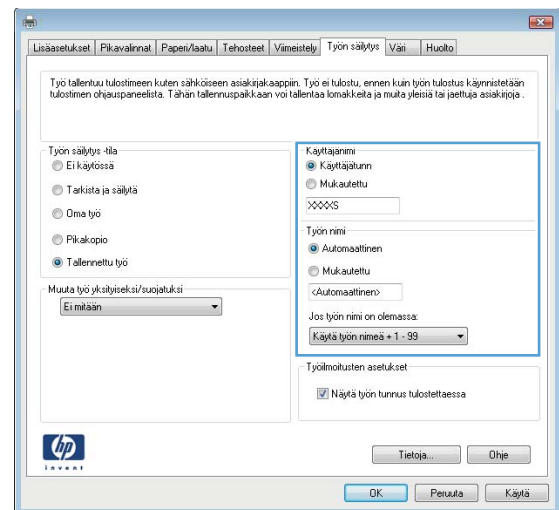 Lisäasetukset Pikavalinnat Paperi/laatu Tehosteet Viimeistely Työn säilytys Väri Huolto
Työ tallentuu tulostimeen kuten sähköiseen asiakirjakaappiin. Työ ei tulostu, ennen kuin työn tulostus käynnistetään
tulostimen ohjauspaneelista. Tähän tallennuspaikkaan voi tallentaa lomakkeita ja muita yleisiä tai jaettuja asiakirjoja .
Työn säilytys -tila
Ei käytössä
Tarkista ja säilytä
Oma työ
Pikakopio
Tallennettu työ
Muuta työ yksityiseksi/suojatuksi
Ei mitään
Käyttäjänimi
Käyttäjätunn
Mukautettu
XXXXS
Työn nimi
Automaattinen
Mukautettu
<Automaattinen>
Jos työn nimi on olemassa:
Käytä työn nimeä + 1 - 99
Työilmoitusten asetukset
Näytä työn tunnus tulostettaessa
hp
invent
Tietoja... Ohje
OK Peruuta Käytä